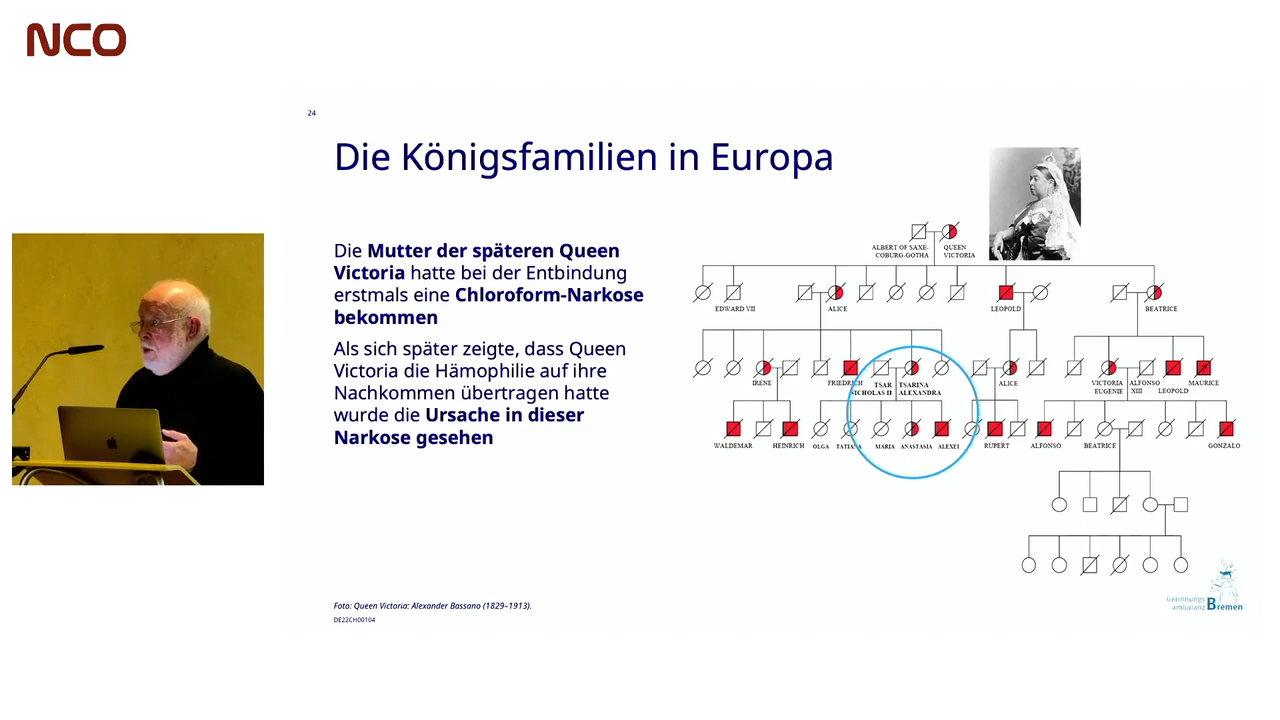 NCO
24
Die Königsfamilien in Europa
Die Mutter der späteren Queen
Victoria hatte bei der Entbindung
erstmals eine Chloroform-Narkose
bekommen
Als sich später zeigte, dass Queen
Victoria die Hämophilie auf ihre
Nachkommen übertragen hatte
wurde die Ursache in dieser
Narkose gesehen
ALBERT OF SAXE-
COBURG-GOTHA
QUEEN
VICTORIA
EDWARD VII
ALICE
LEOPOLD
BEATRICE
IRENE
FRIEDRICH
TSAR
NICHOLAS II
TSARINA
ALEXANDRA
ALICE
VICTORIA
EUGENIE
ALFONSO
XIII
LEOPOLD
MAURICE
WALDEMAR
HEINRICH
OLGA
TATIANA
MARIA
ANASTASIA
ALEXEI
RUPERT
ALFONSO
BEATRICE
GONZALO
Foto: Queen Victoria: Alexander Bassano (1829–1913).
DE22CH00104
Gerinnungs
ambulanz Bremen